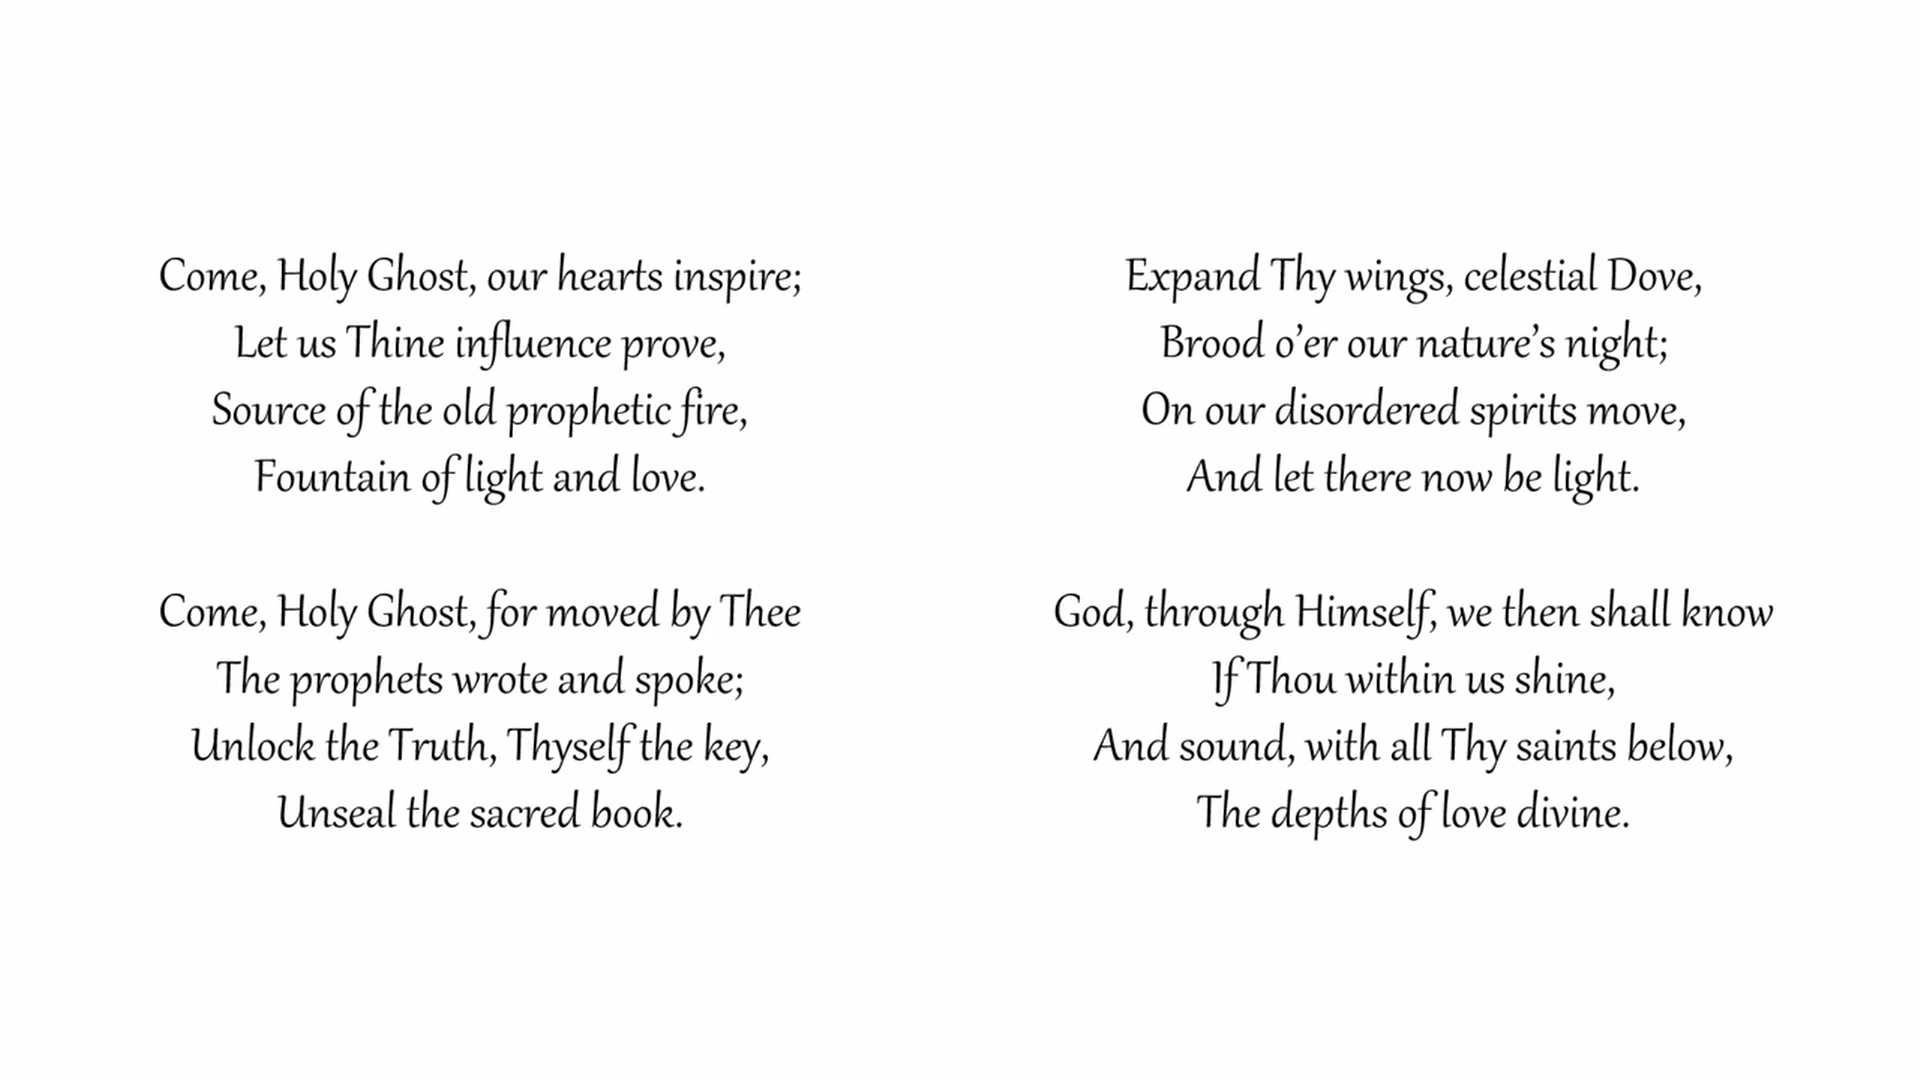 Come, Holy Ghost, our hearts inspire;
Let us Thine influence prove,
Source of the old prophetic fire,
Fountain of light and love.
Come, Holy Ghost, for moved by Thee
The prophets wrote and spoke;
Unlock the Truth, Thyself the key,
Unseal the sacred book.
Expand Thy wings, celestial Dove,
Brood o’er our nature’s night;
On our disordered spirits move,
And let there now be light.
God, through Himself, we then shall know
If Thou within us shine,
And sound, with all Thy saints below,
The depths of love divine.